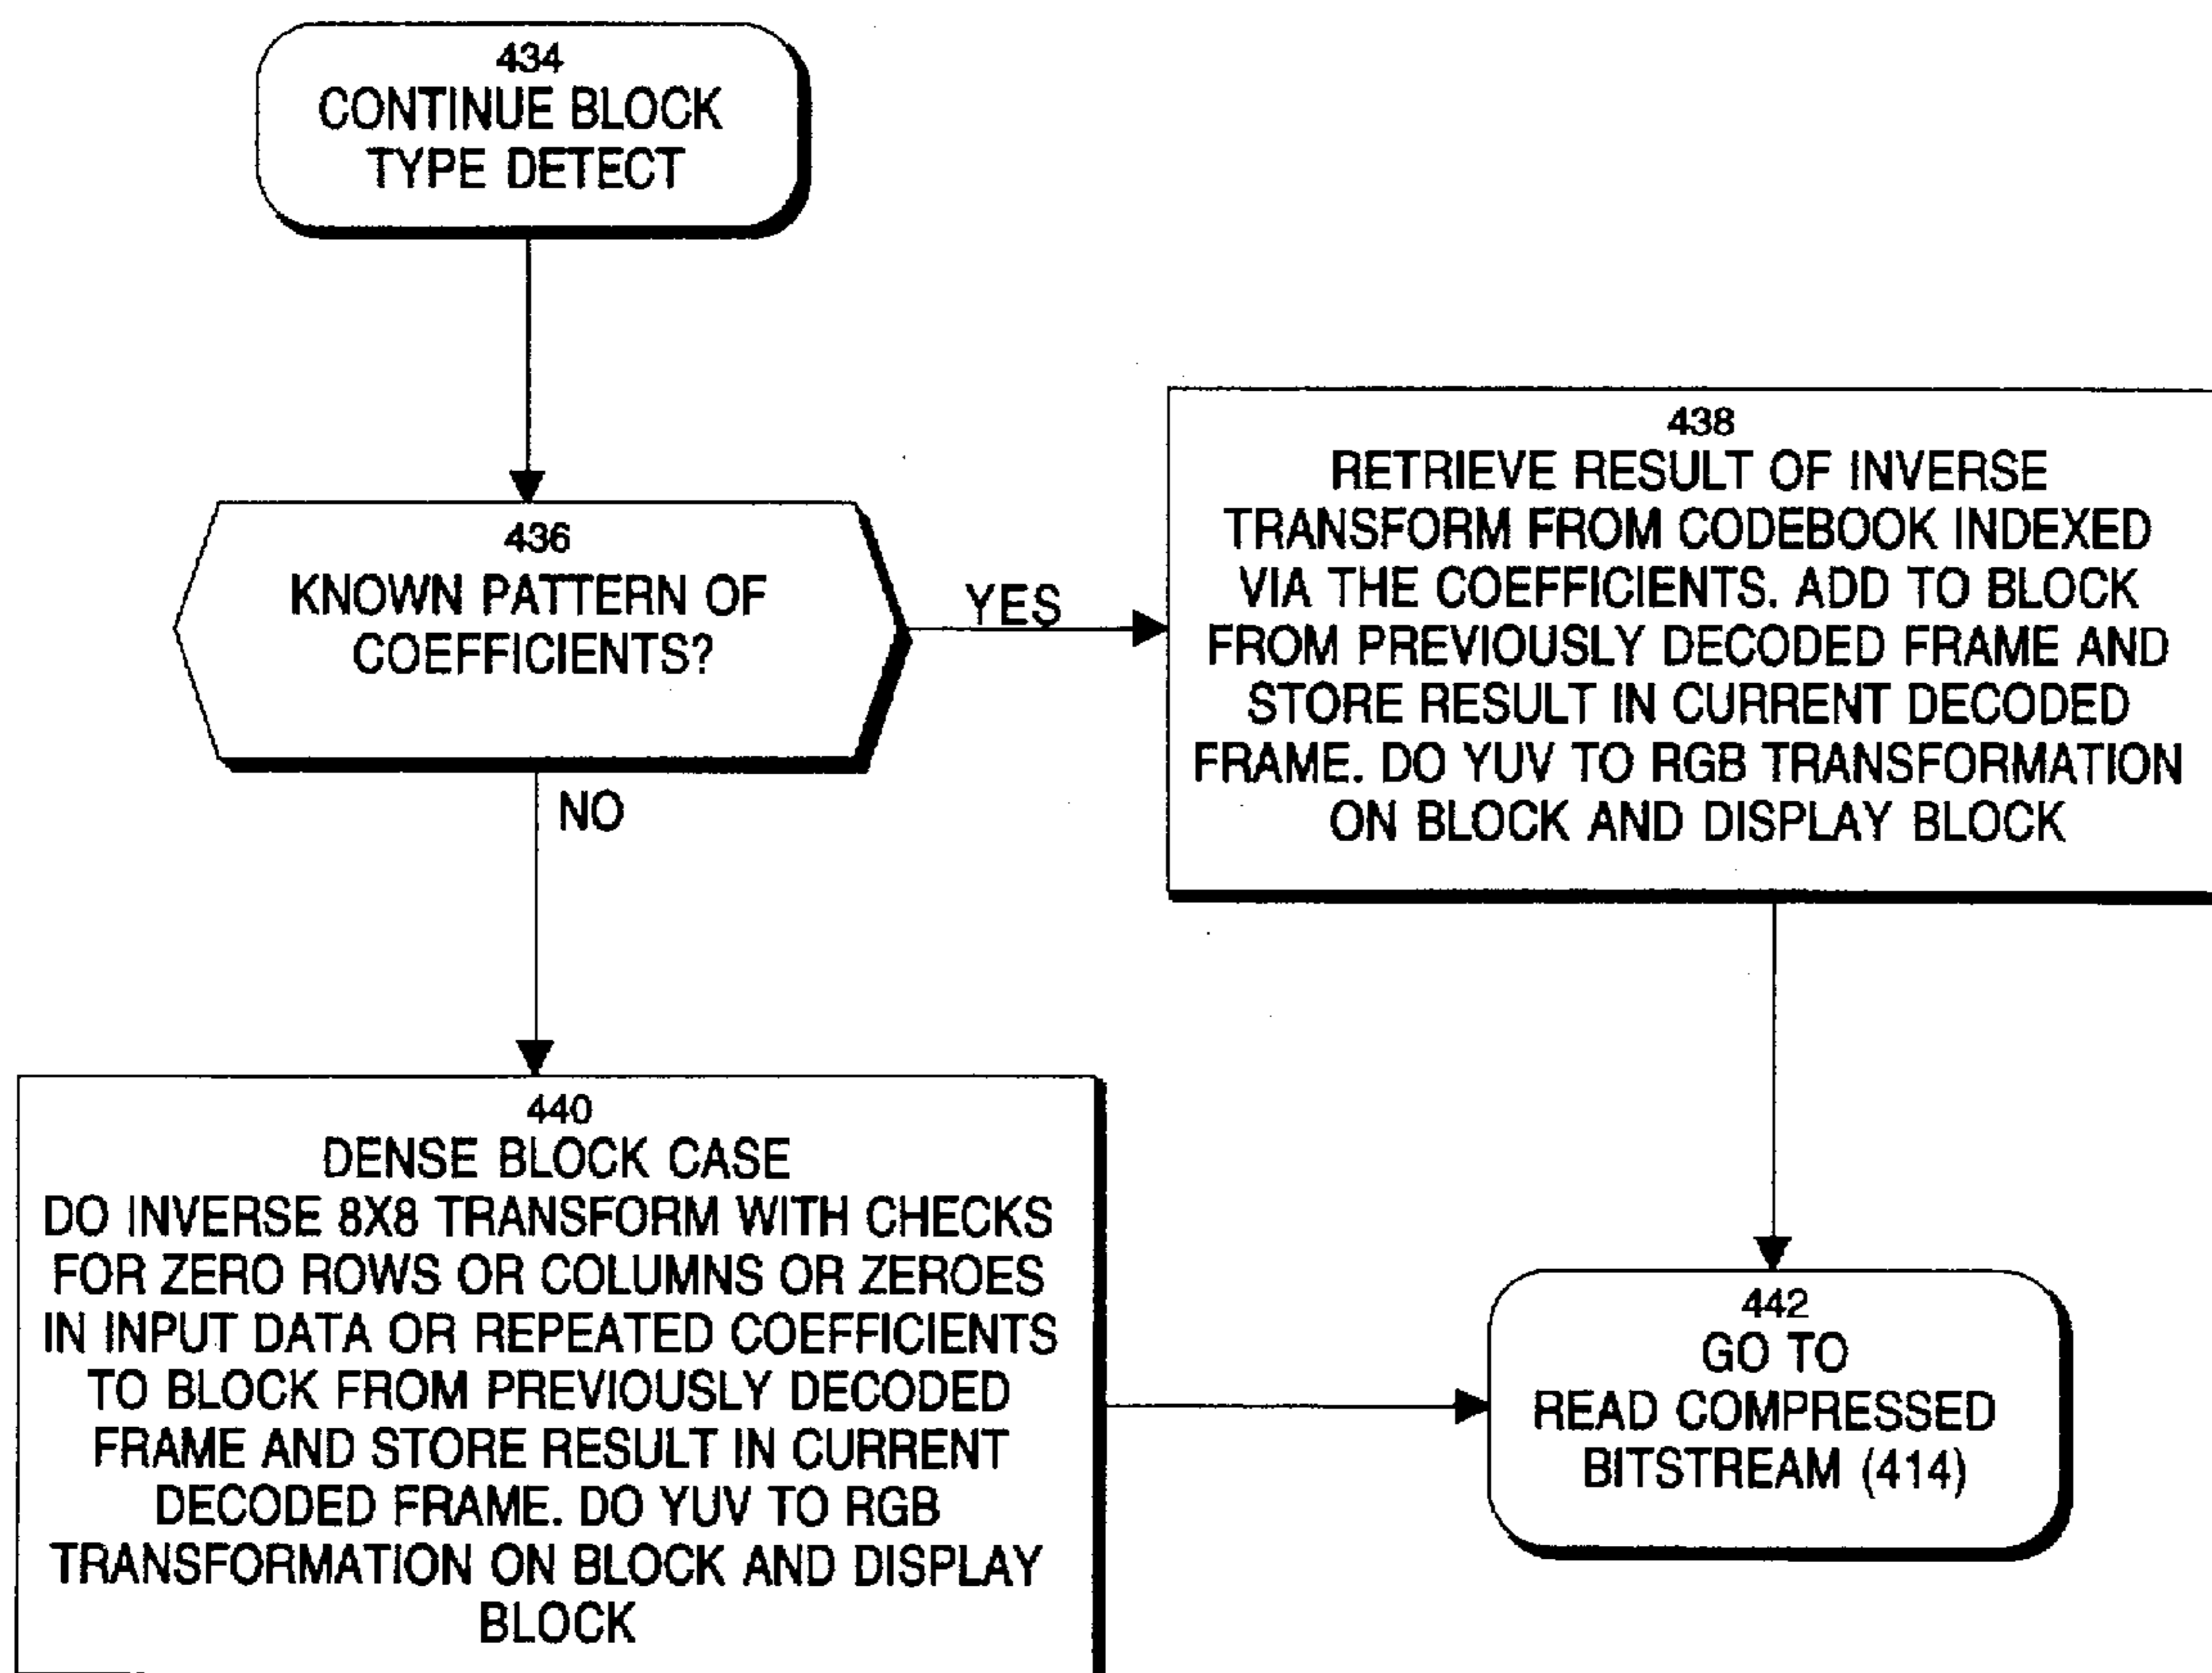 434
CONTINUE BLOCK
TYPE DETECT
436
KNOWN PATTERN OF
COEFFICIENTS?
YES
NO
438
RETRIEVE RESULT OF INVERSE
TRANSFORM FROM CODEBOOK INDEXED
VIA THE COEFFICIENTS. ADD TO BLOCK
FROM PREVIOUSLY DECODED FRAME AND
STORE RESULT IN CURRENT DECODED
FRAME. DO YUV TO RGB TRANSFORMATION
ON BLOCK AND DISPLAY BLOCK
440
DENSE BLOCK CASE
DO INVERSE 8X8 TRANSFORM WITH CHECKS
FOR ZERO ROWS OR COLUMNS OR ZEROES
IN INPUT DATA OR REPEATED COEFFICIENTS
TO BLOCK FROM PREVIOUSLY DECODED
FRAME AND STORE RESULT IN CURRENT
DECODED FRAME. DO YUV TO RGB
TRANSFORMATION ON BLOCK AND DISPLAY
BLOCK
442
GO TO
READ COMPRESSED
BITSTREAM (414)